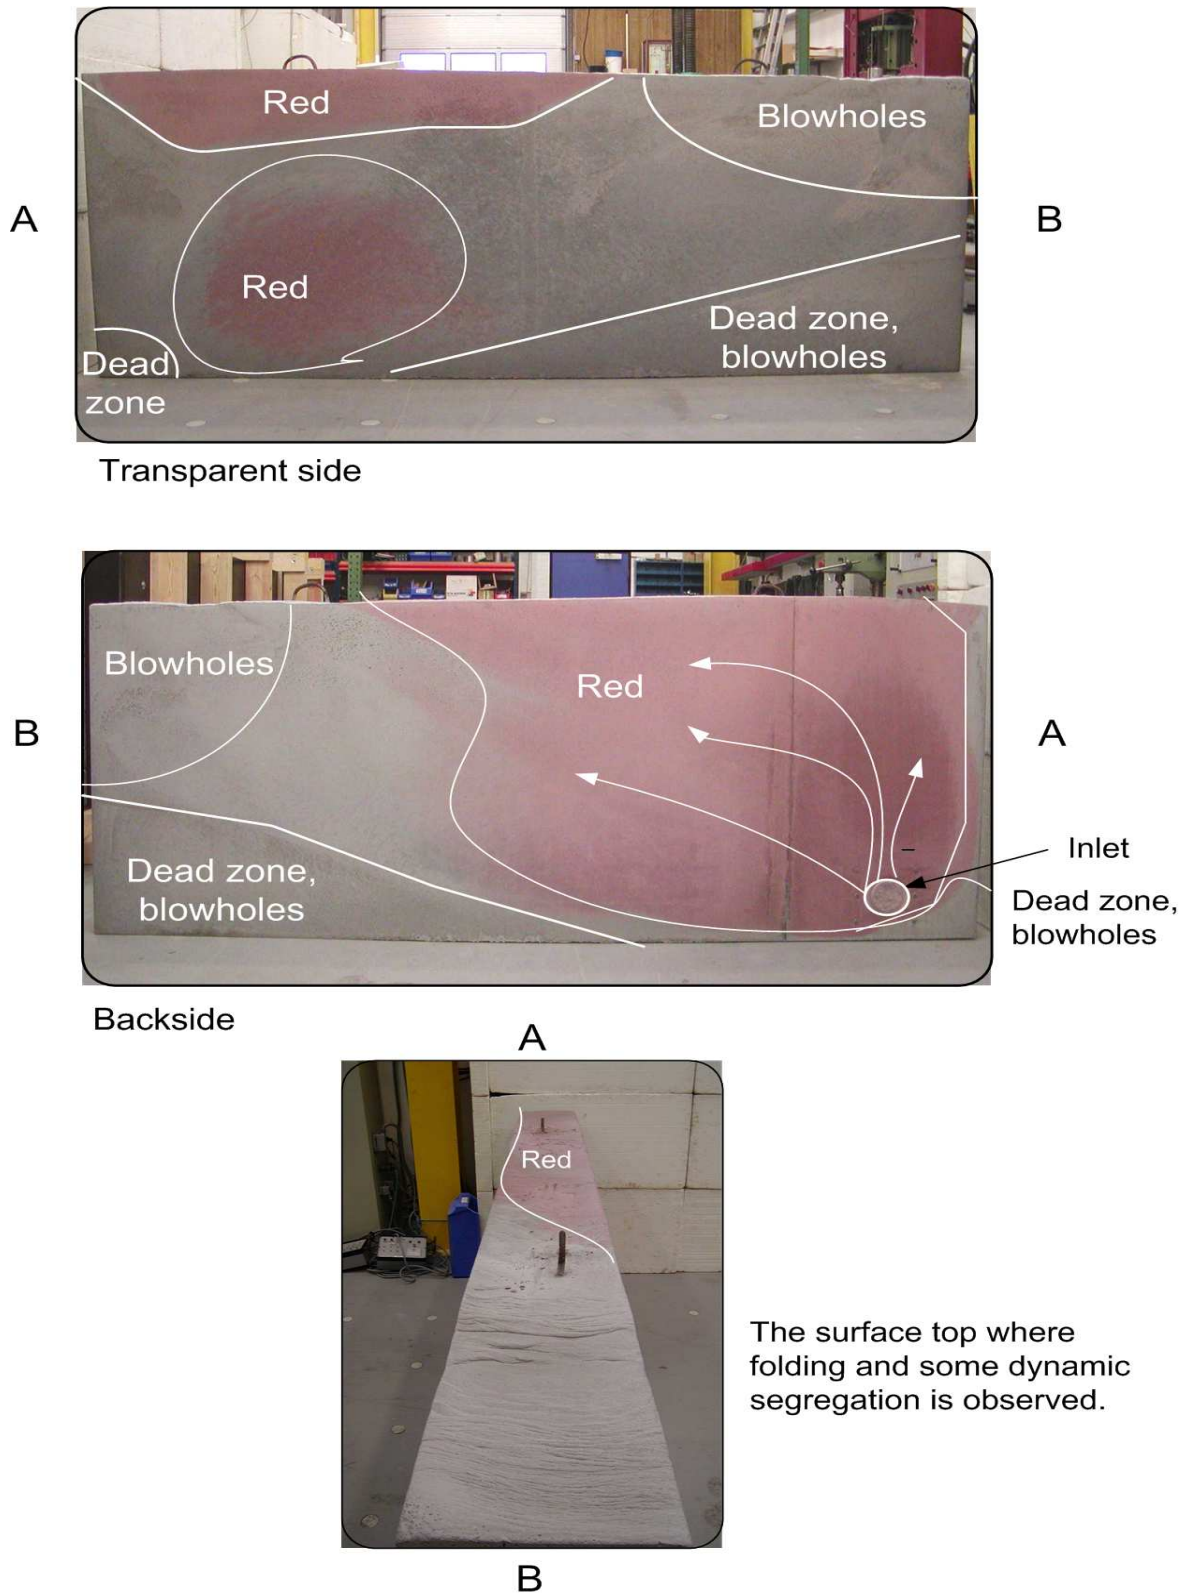 Red
Blowholes
A
B
Red
Dead zone,
blowholes
Dead
zone
Transparent side
Blowholes
Red
B
A
Inlet
Dead zone,
blowholes
Dead zone,
blowholes
Backside
A
Red
The surface top where
folding and some dynamic
segregation is observed.
B